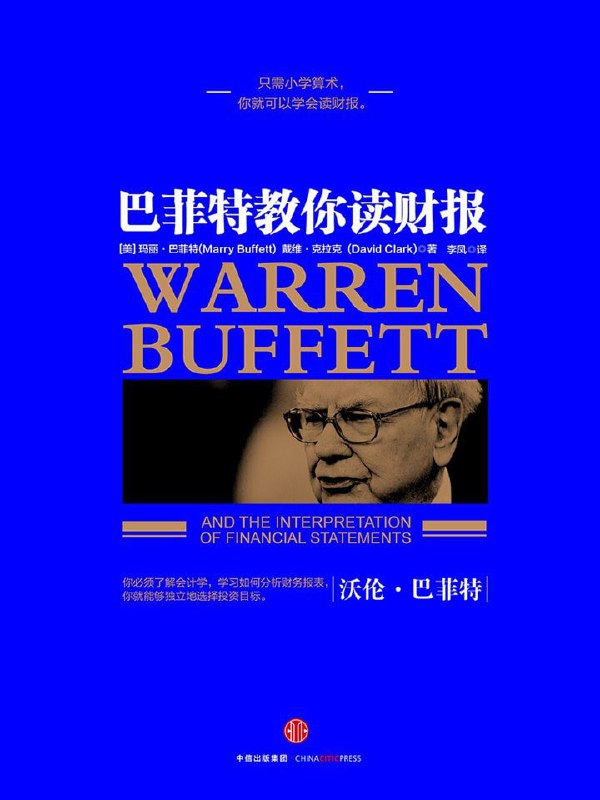 只需小学算术，
你就可以学会读财报。
巴菲特教你读财报
[美] 玛丽·巴菲特(Marry Buffett) 戴维·克拉克 (David Clark) ◎著 李凤◎译
WARREN
BUFFETT
AND THE INTERPRETATION
OF FINANCIAL STATEMENTS
你必须了解会计学，学习如何分析财务报表，
你就能够独立地选择投资目标。
沃伦·巴菲特
中信出版集团·CHINACITICPRESS